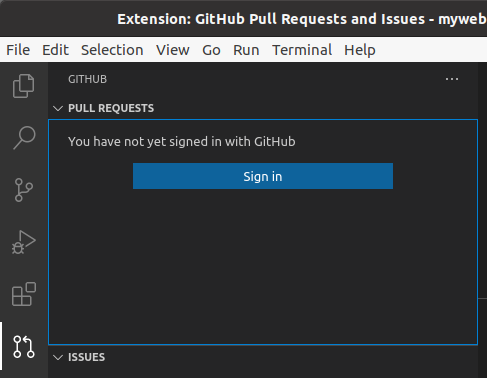 Extension: GitHub Pull Requests and Issues - myweb
File Edit Selection View Go Run Terminal Help
GITHUB
PULL REQUESTS
You have not yet signed in with GitHub
Sign in
ISSUES